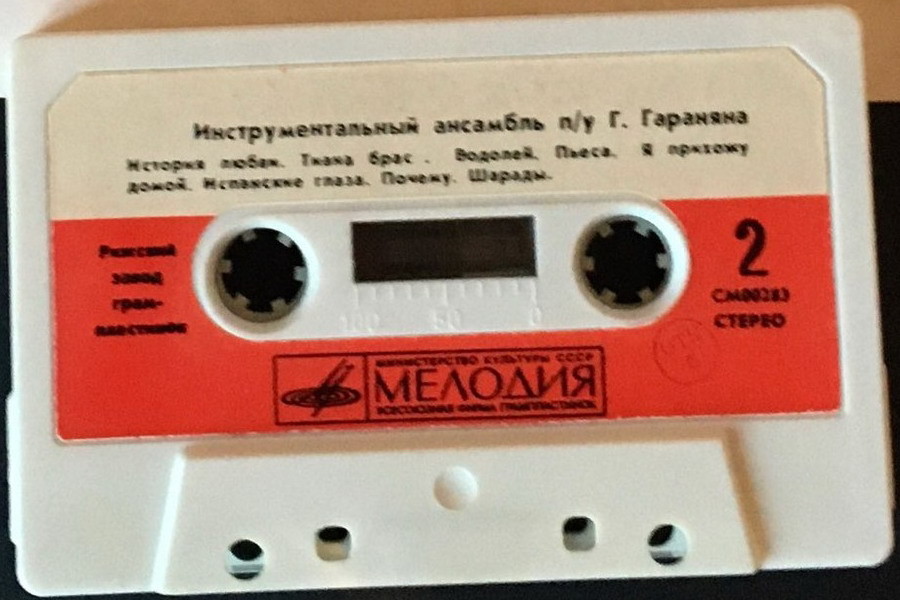 Инструментальный ансамбль п/у Г. Гараняна
История любви. Тиана брас. Водолей. Пьеса. Я прихожу
домой. Испанские глаза. Почему. Шарады.
Рижский
завод
грам-
пластинок
2
СМ00283
СТЕРЕО
100 50 0
МИНИСТЕРСТВО КУЛЬТУРЫ СССР
МЕЛОДИЯ
ВСЕСОЮЗНАЯ ФИРМА ГРАМПЛАСТИНОК